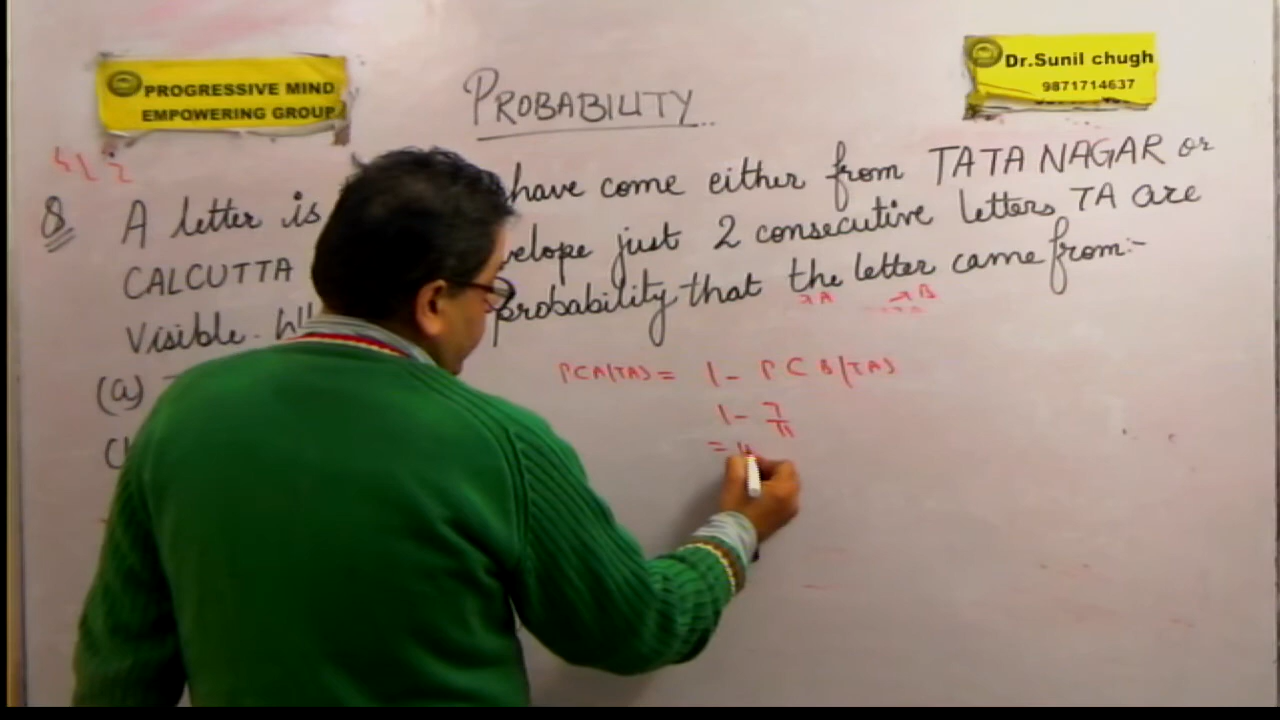 PROGRESSIVE MIND
EMPOWERING GROUP
Dr.Sunil chugh
9871714637
PROBABILITY
8 A letter is have come either from TATA NAGAR or
CALCUTTA velope just 2 consecutive letters TA are
Visible. probability that the letter came from:-
A B
(a)
P(A/TA) = 1 - P(B/TA)
1 - 7/11
= 4